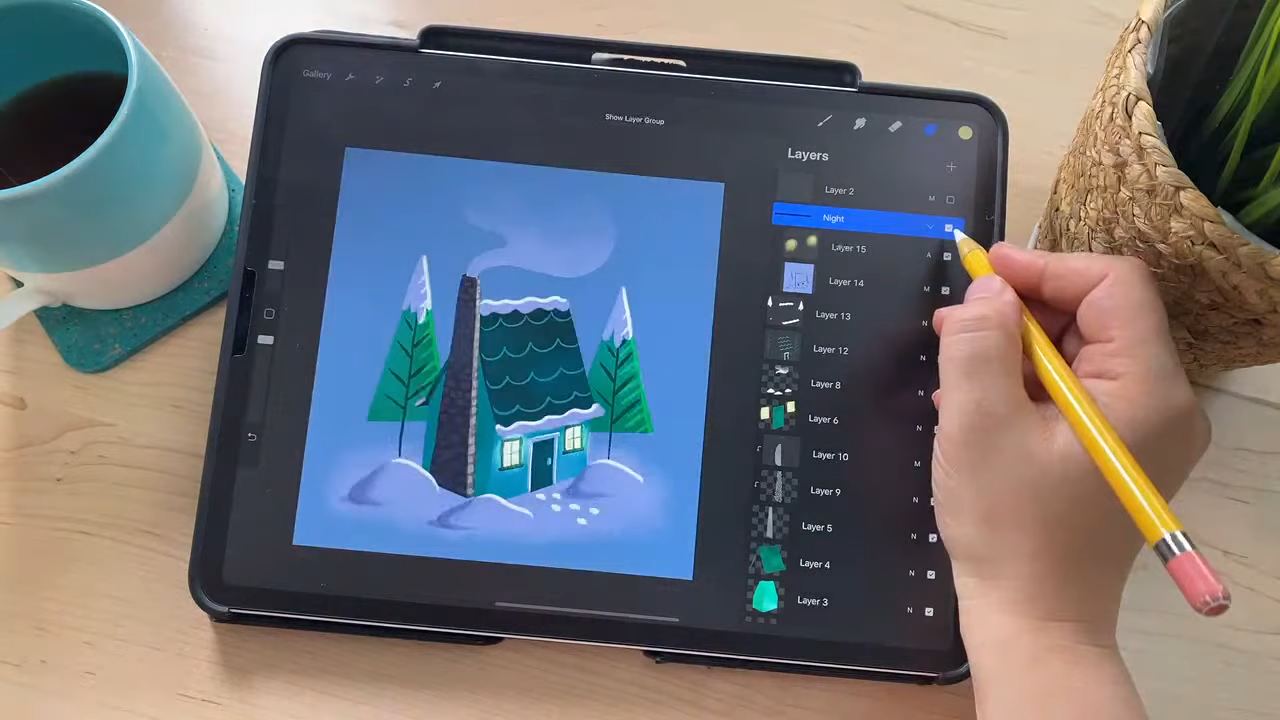 Gallery
Show Layer Group
Layers
Layer 2
M
Night
Layer 15
A
Layer 14
M
Layer 13
N
Layer 12
N
Layer 8
N
Layer 6
N
Layer 10
M
Layer 9
N
Layer 5
N
Layer 4
N
Layer 3
N